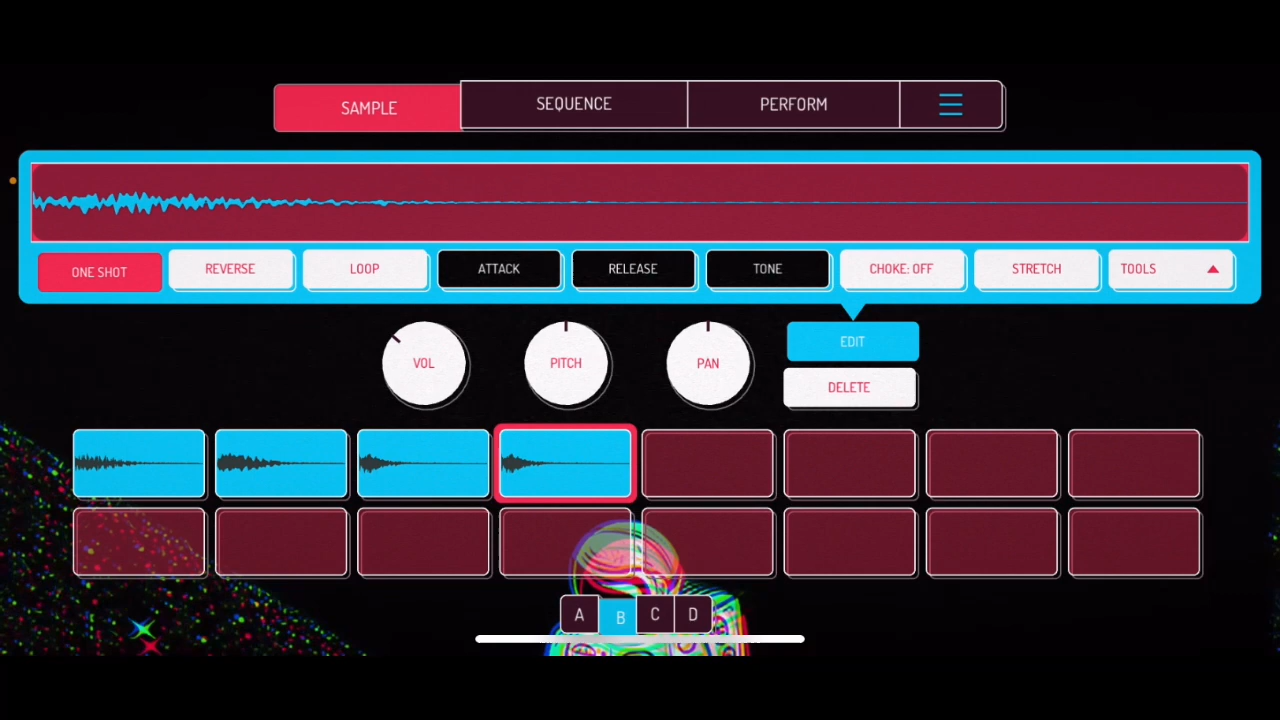 SAMPLE SEQUENCE PERFORM
ONE SHOT REVERSE LOOP ATTACK RELEASE TONE CHOKE: OFF STRETCH TOOLS
VOL PITCH PAN EDIT
DELETE
A B C D